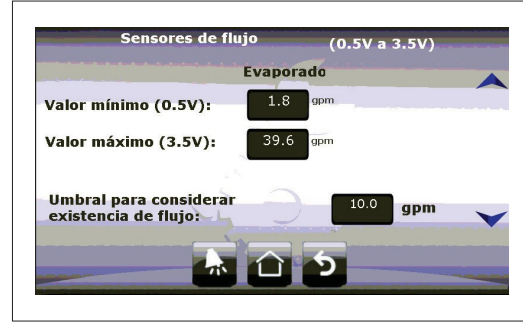 Sensores de flujo (0.5V a 3.5V)
Evaporado
Valor mínimo (0.5V): 1.8 gpm
Valor máximo (3.5V): 39.6 gpm
Umbral para considerar
existencia de flujo: 10.0 gpm